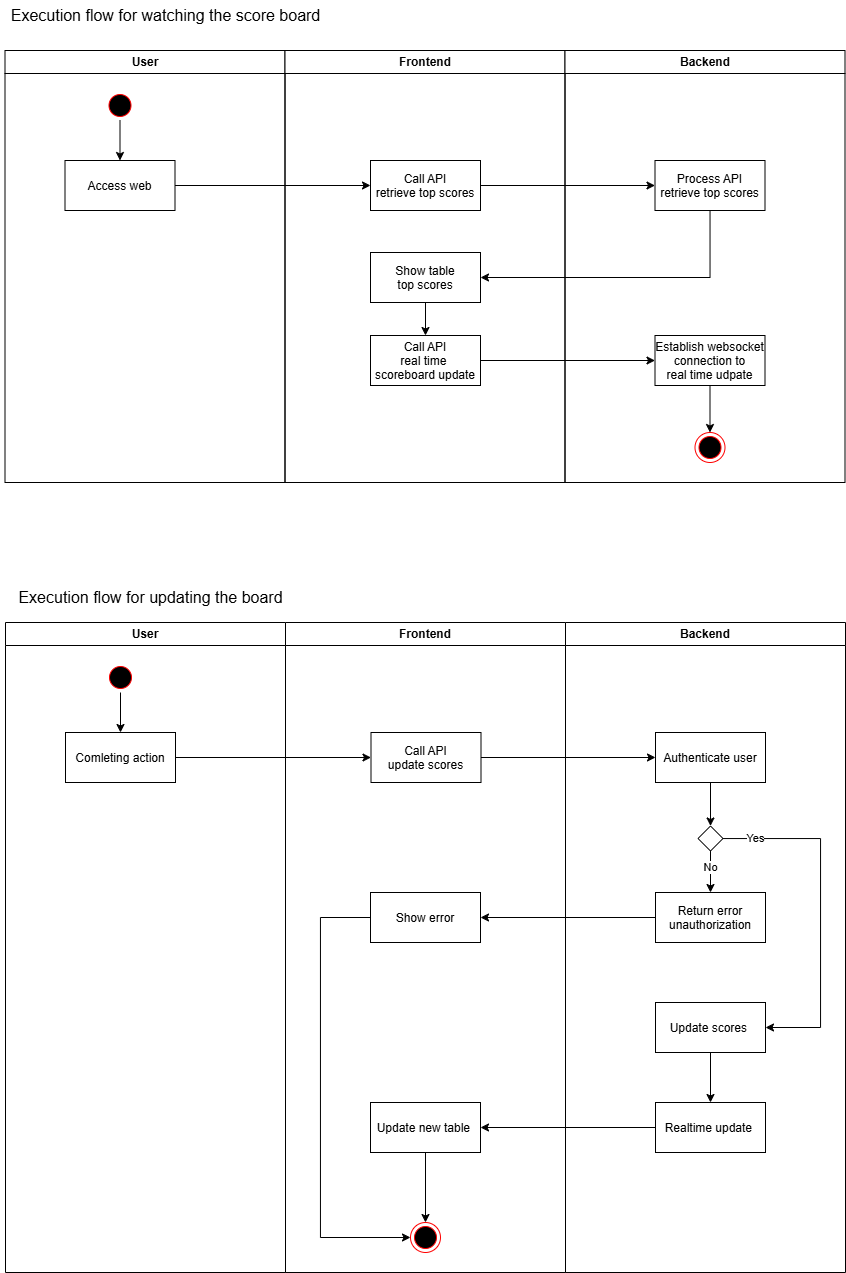 Execution flow for watching the score board
User
Frontend
Backend
Access web
Call API
retrieve top scores
Process API
retrieve top scores
Show table
top scores
Call API
real time
scoreboard update
Establish websocket
connection to
real time udpate
Execution flow for updating the board
User
Frontend
Backend
Comleting action
Call API
update scores
Authenticate user
Yes
No
Show error
Return error
unauthorization
Update scores
Update new table
Realtime update